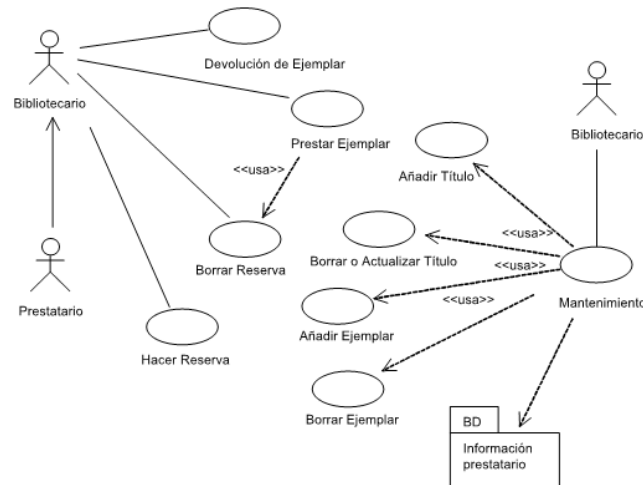 Devolución de Ejemplar
Bibliotecario
Prestar Ejemplar
Bibliotecario
<<usa>>
Añadir Título
<<usa>>
Borrar Reserva
Borrar o Actualizar Título
<<usa>>
Prestatario
<<usa>>
Mantenimiento
Añadir Ejemplar
Hacer Reserva
Borrar Ejemplar
BD
Información
prestatario